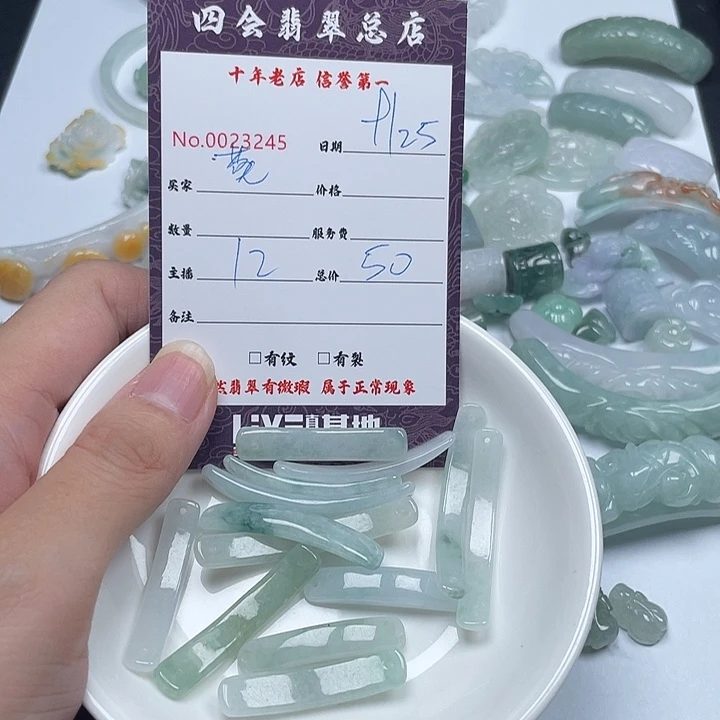 四会翡翠总店
十年老店 信誉第一
No.0023245 日期 9/25
买家 价格
数量 服务费
主播 12 总价 50
备注
□有纹 □有裂
然翡翠有微瑕 属于正常现象